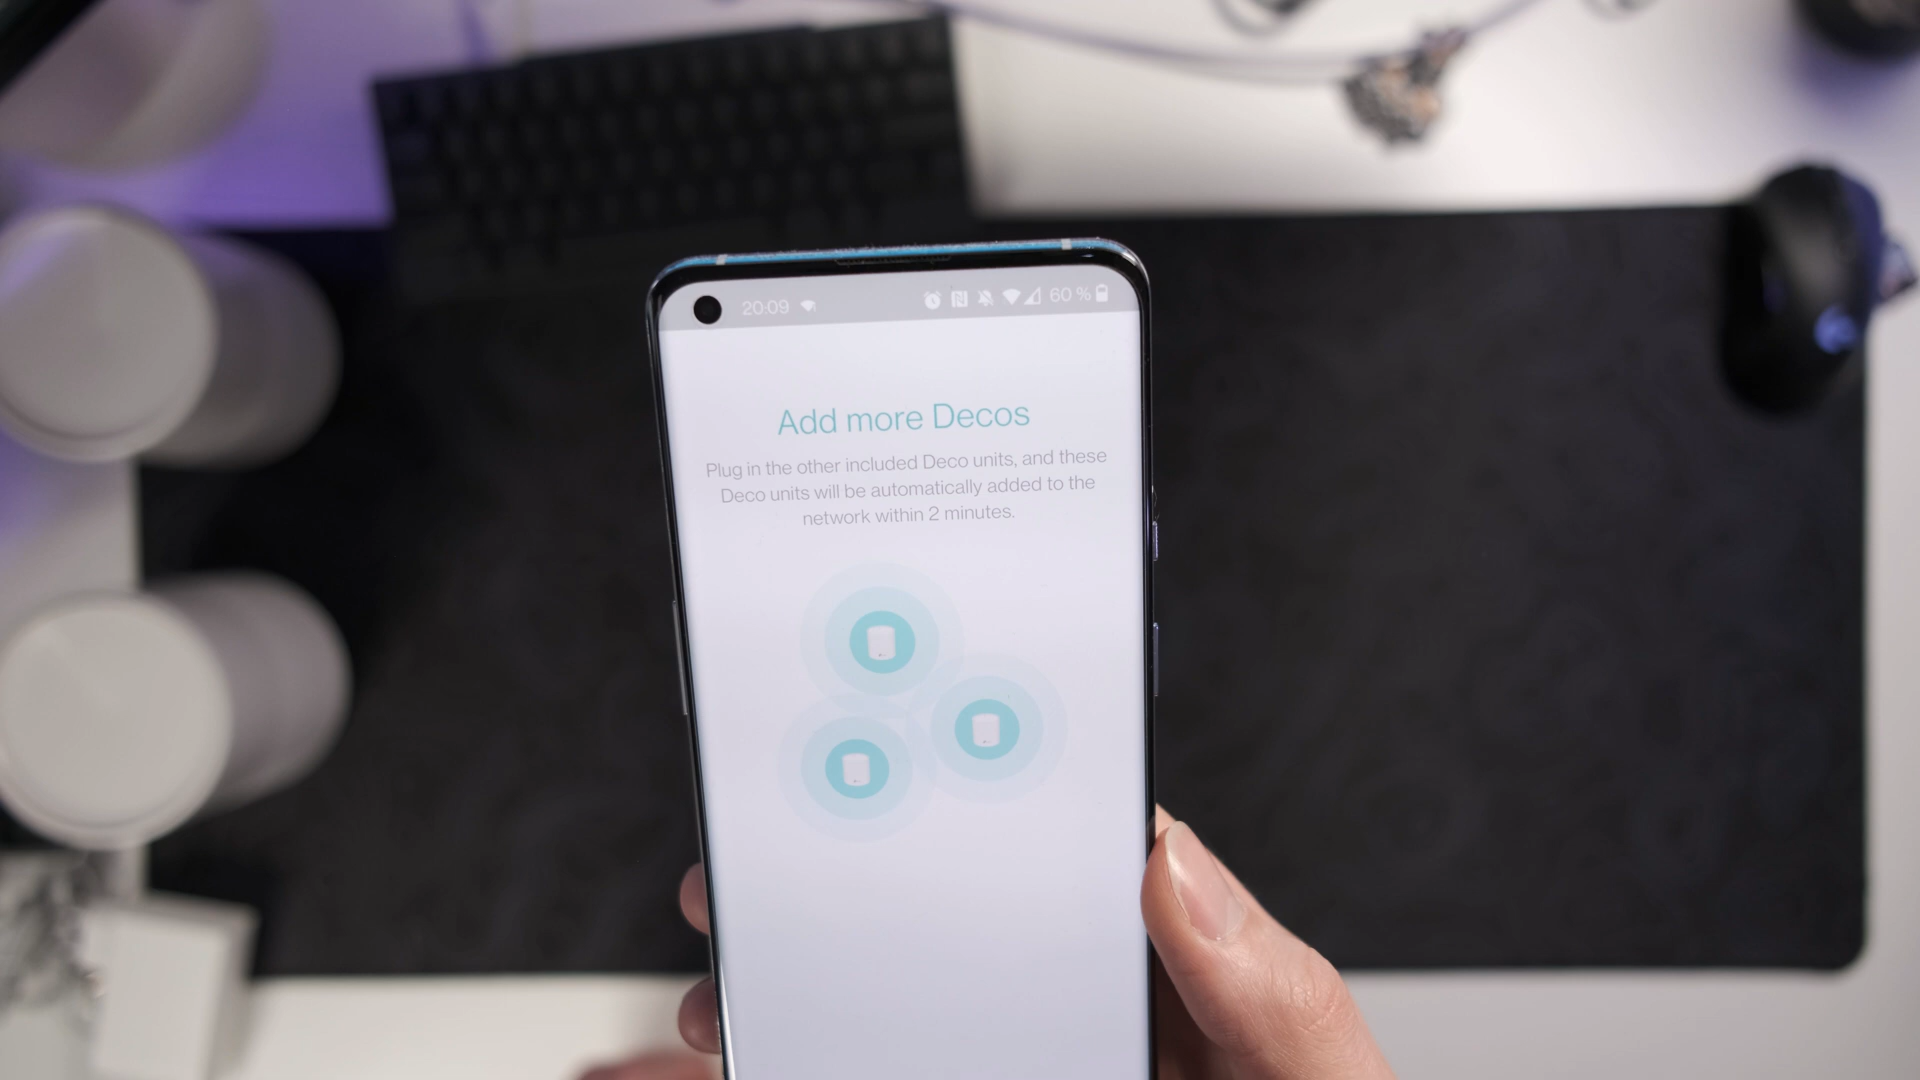 20:09 60 %
Add more Decos
Plug in the other included Deco units, and these
Deco units will be automatically added to the
network within 2 minutes.